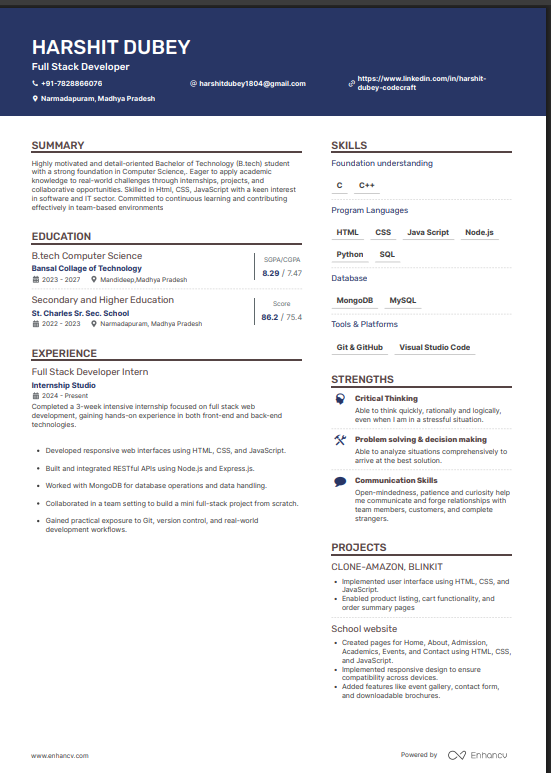 HARSHIT DUBEY
Full Stack Developer
+91-7828866076
@ harshitdubey1804@gmail.com
https://www.linkedin.com/in/harshit-
dubey-codecraft
Narmadapuram, Madhya Pradesh
SUMMARY
Highly motivated and detail-oriented Bachelor of Technology (B.tech) student
with a strong foundation in Computer Science,. Eager to apply academic
knowledge to real-world challenges through internships, projects, and
collaborative opportunities. Skilled in Html, CSS, JavaScript with a keen interest
in software and IT sector. Committed to continuous learning and contributing
effectively in team-based environments
EDUCATION
B.tech Computer Science
Bansal Collage of Technology
2023 - 2027 Mandideep,Madhya Pradesh
SGPA/CGPA
8.29 / 7.47
Secondary and Higher Education
St. Charles Sr. Sec. School
2022 - 2023 Narmadapuram, Madhya Pradesh
Score
86.2 / 75.4
EXPERIENCE
Full Stack Developer Intern
Internship Studio
2024 - Present
Completed a 3-week intensive internship focused on full stack web
development, gaining hands-on experience in both front-end and back-end
technologies.
• Developed responsive web interfaces using HTML, CSS, and JavaScript.
• Built and integrated RESTful APIs using Node.js and Express.js.
• Worked with MongoDB for database operations and data handling.
• Collaborated in a team setting to build a mini full-stack project from scratch.
• Gained practical exposure to Git, version control, and real-world
development workflows.
SKILLS
Foundation understanding
C C++
Program Languages
HTML CSS Java Script Node.js
Python SQL
Database
MongoDB MySQL
Tools & Platforms
Git & GitHub Visual Studio Code
STRENGTHS
Critical Thinking
Able to think quickly, rationally and logically,
even when I am in a stressful situation.
Problem solving & decision making
Able to analyze situations comprehensively to
arrive at the best solution.
Communication Skills
Open-mindedness, patience and curiosity help
me communicate and forge relationships with
team members, customers, and complete
strangers.
PROJECTS
CLONE-AMAZON, BLINKIT
• Implemented user interface using HTML, CSS, and
JavaScript.
• Enabled product listing, cart functionality, and
order summary pages
School website
• Created pages for Home, About, Admission,
Academics, Events, and Contact using HTML, CSS,
and JavaScript.
• Implemented responsive design to ensure
compatibility across devices.
• Added features like event gallery, contact form,
and downloadable brochures.
www.enhancv.com
Powered by Enhancv